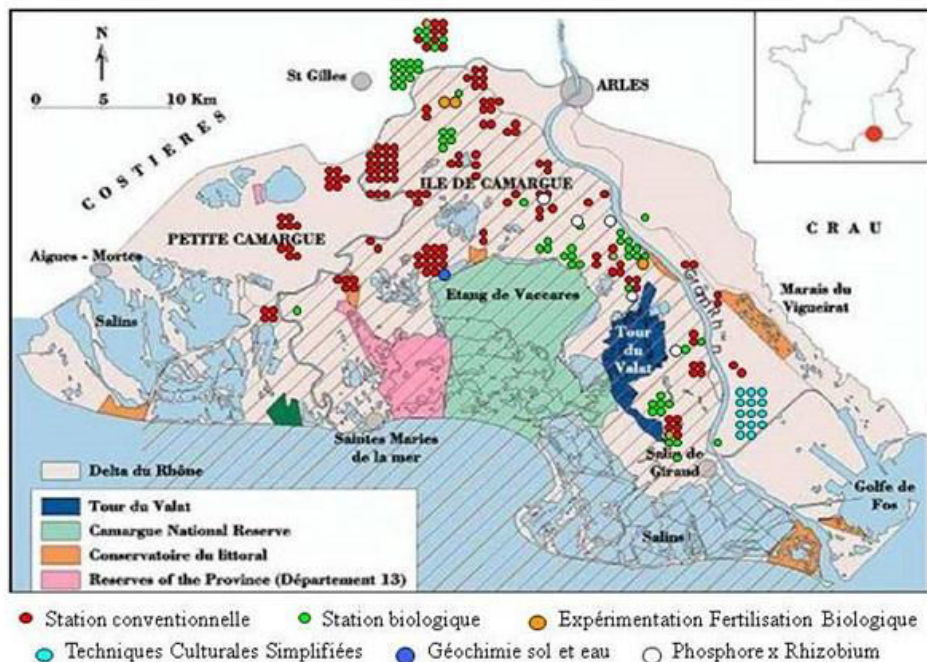 N
0 5 10 Km
St Gilles
ARLES
COSTIERES
ILE DE CAMARGUE
PETITE CAMARGUE
CRAU
Aigues - Mortes
Grand Rhône
Marais du
Vigueirat
Salins
Etang de Vaccares
Tour
du
Valat
Saintes Maries
de la mer
Salin de
Giraud
Golfe de
Fos
Salins
Delta du Rhône
Tour du Valat
Camargue National Reserve
Conservatoire du littoral
Reserves of the Province (Département 13)
Station conventionnelle
Station biologique
Expérimentation Fertilisation Biologique
Techniques Culturales Simplifiées
Géochimie sol et eau
Phosphore x Rhizobium